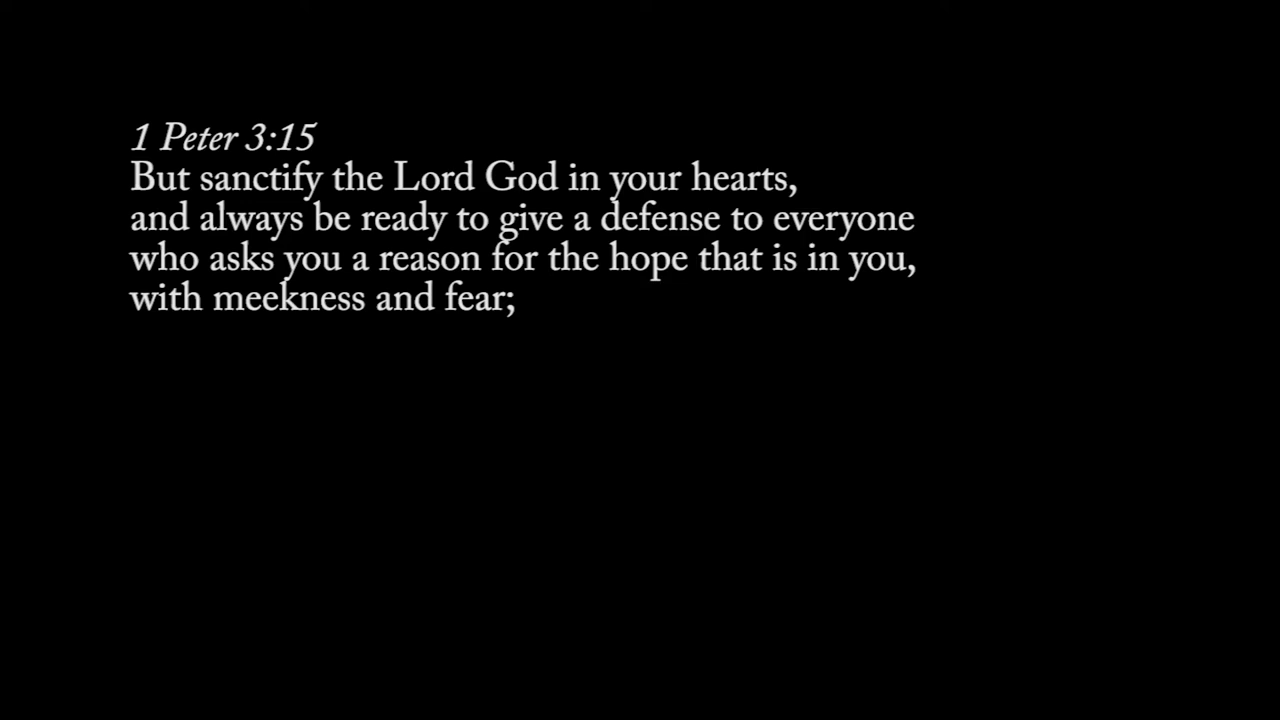 1 Peter 3:15
But sanctify the Lord God in your hearts,
and always be ready to give a defense to everyone
who asks you a reason for the hope that is in you,
with meekness and fear;